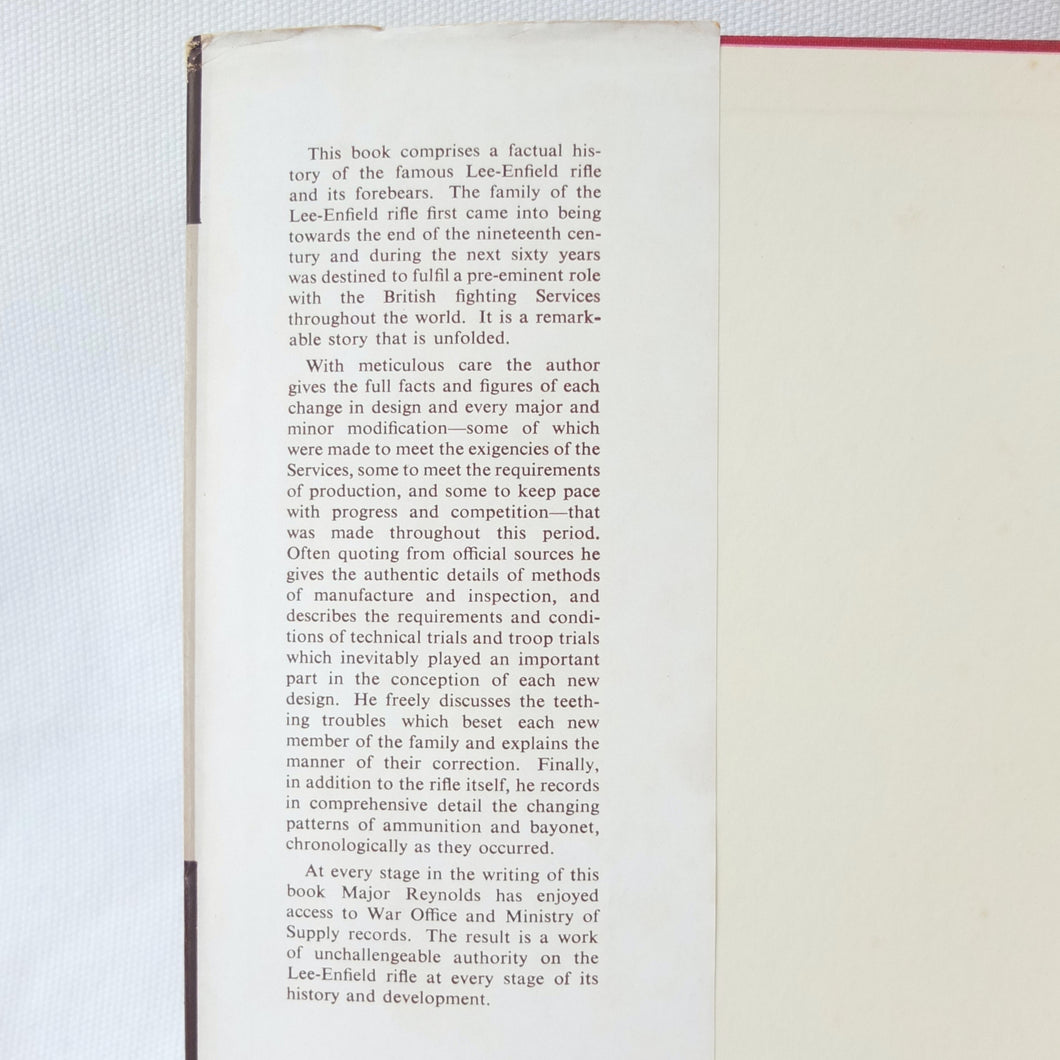 This book comprises a factual his-
tory of the famous Lee-Enfield rifle
and its forebears. The family of the
Lee-Enfield rifle first came into being
towards the end of the nineteenth cen-
tury and during the next sixty years
was destined to fulfil a pre-eminent role
with the British fighting Services
throughout the world. It is a remark-
able story that is unfolded.
With meticulous care the author
gives the full facts and figures of each
change in design and every major and
minor modification—some of which
were made to meet the exigencies of the
Services, some to meet the requirements
of production, and some to keep pace
with progress and competition—that
was made throughout this period.
Often quoting from official sources he
gives the authentic details of methods
of manufacture and inspection, and
describes the requirements and condi-
tions of technical trials and troop trials
which inevitably played an important
part in the conception of each new
design. He freely discusses the teeth-
ing troubles which beset each new
member of the family and explains the
manner of their correction. Finally,
in addition to the rifle itself, he records
in comprehensive detail the changing
patterns of ammunition and bayonet,
chronologically as they occurred.
At every stage in the writing of this
book Major Reynolds has enjoyed
access to War Office and Ministry of
Supply records. The result is a work
of unchallengeable authority on the
Lee-Enfield rifle at every stage of its
history and development.